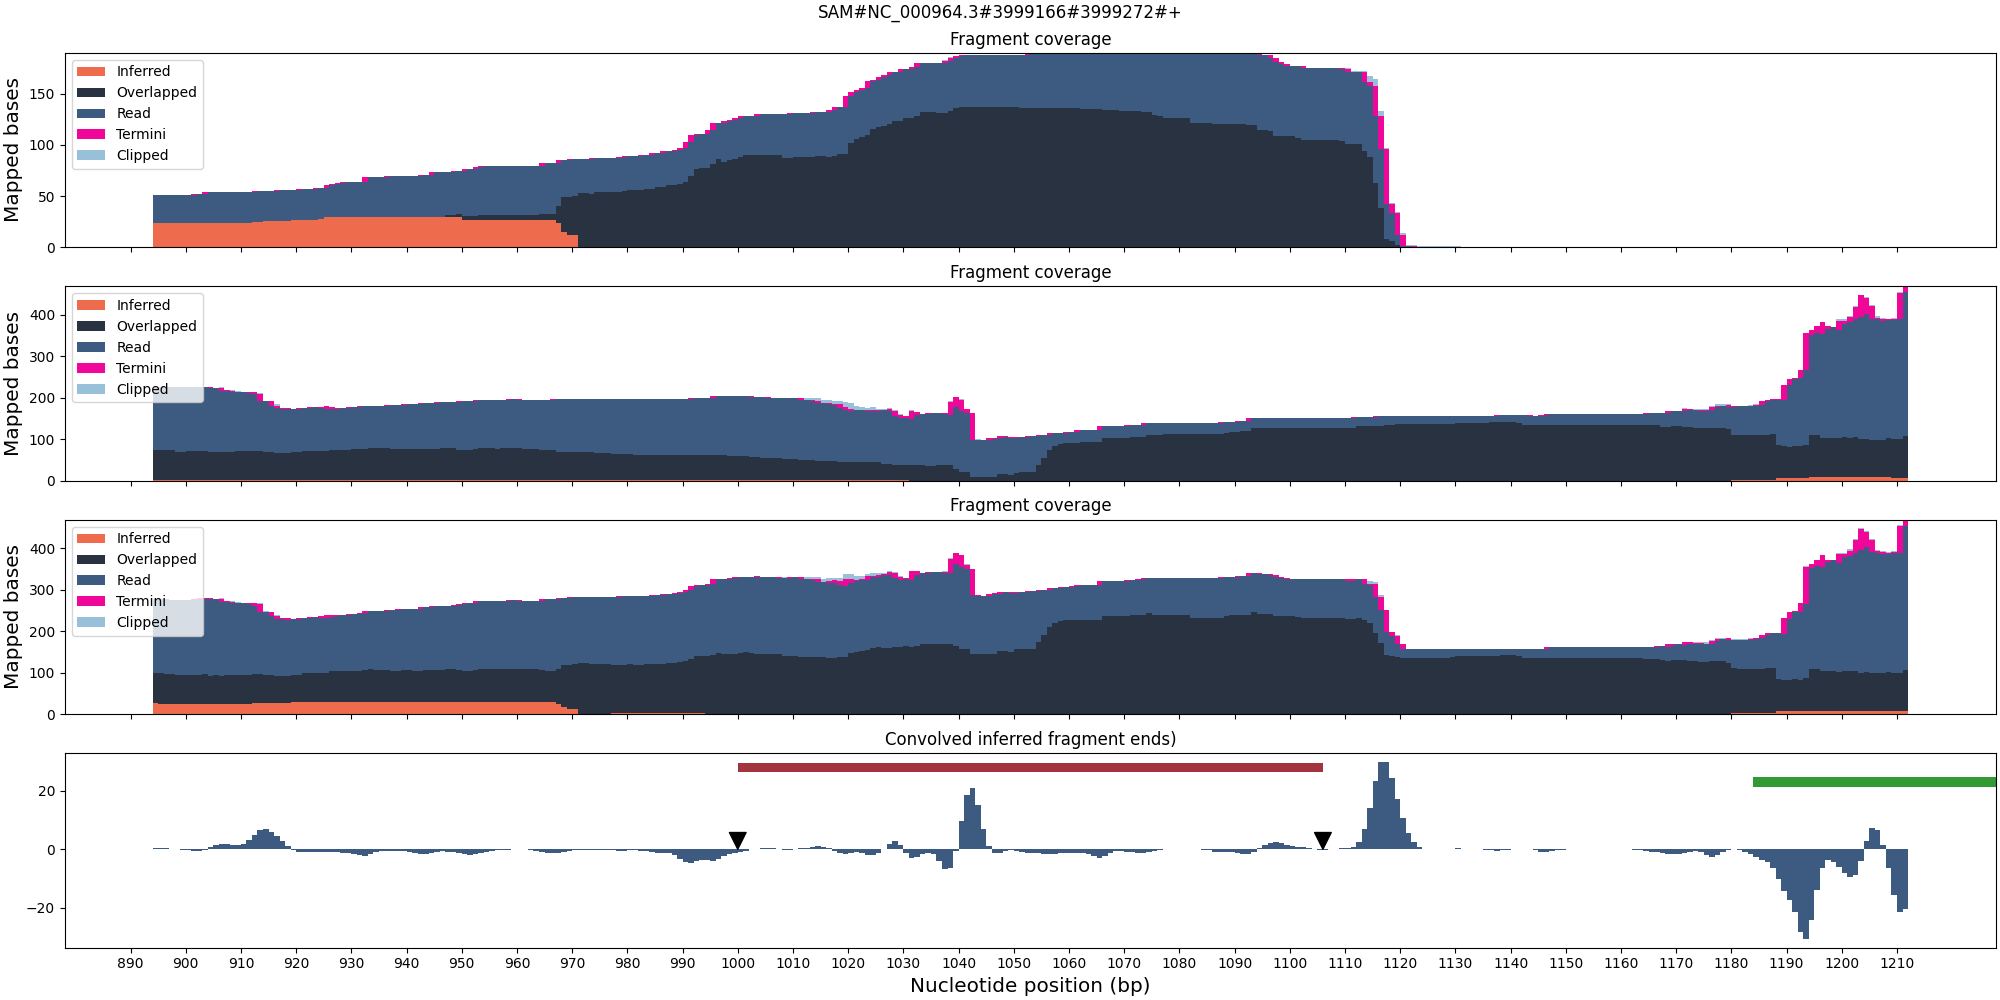 SAM#NC_000964.3#3999166#3999272#+
Fragment coverage
Mapped bases
150
100
50
0
Inferred
Overlapped
Read
Termini
Clipped
Fragment coverage
Mapped bases
400
300
200
100
0
Inferred
Overlapped
Read
Termini
Clipped
Fragment coverage
Mapped bases
400
300
200
100
0
Inferred
Overlapped
Read
Termini
Clipped
Convolved inferred fragment ends)
20
0
−20
890 900 910 920 930 940 950 960 970 980 990 1000 1010 1020 1030 1040 1050 1060 1070 1080 1090 1100 1110 1120 1130 1140 1150 1160 1170 1180 1190 1200 1210
Nucleotide position (bp)